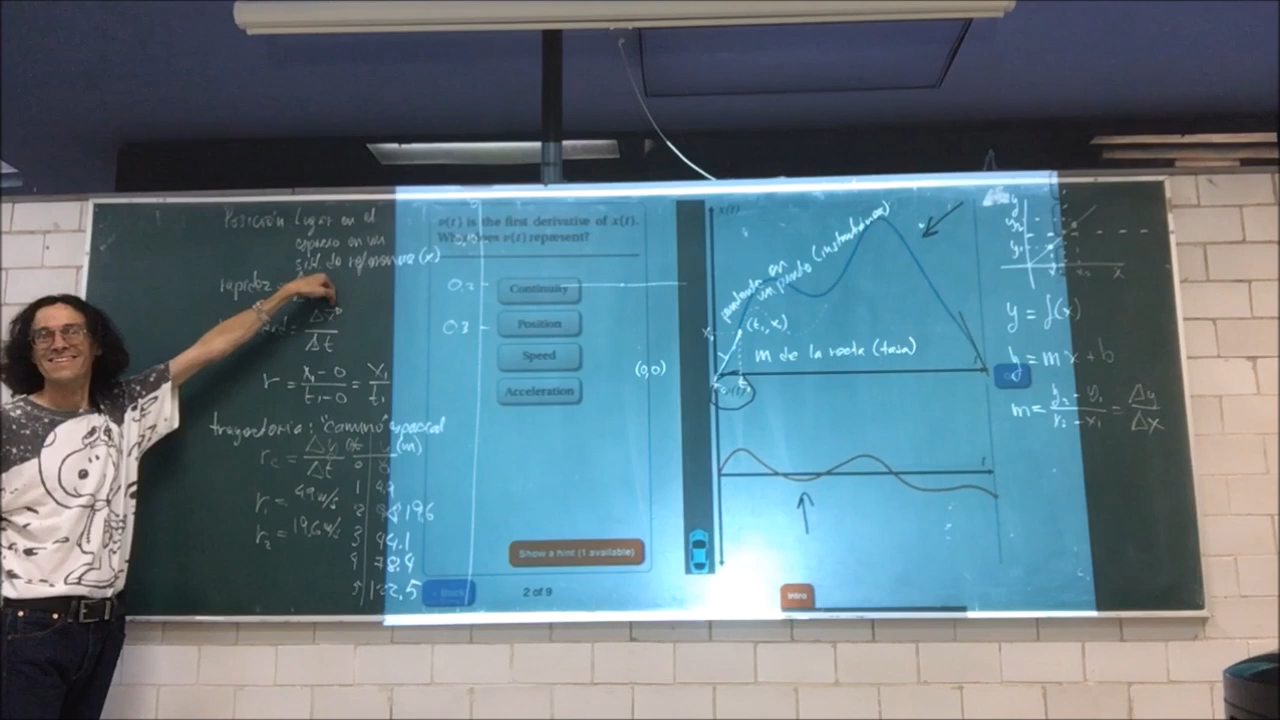 Posición Lugar en el
espacio en un
sist de referencia (x)
rapidez =
Δt
r = x₁ - 0 / t₁ - 0 = x₁ / t₁
trayectoria: "camino" espacial
(m)
Δt
0
r₁ = 4.9 m/s
1 4.9
r₂ = 19.6 m/s
2 19.6
3 44.1
4 78.4
5 122.5
v(t) is the first derivative of x(t).
What does v(t) represent?
0.2
0.3
Continuity
Position
Speed
Acceleration
Show a hint (1 available)
Back
2 of 9
Intro
x(t)
pendiente en
un punto (instantánea)
(t₁, x₁)
m de la recta (tasa)
(0,0)
t
t
y
x
y = f(x)
y = mx + b
m = y₂ - y₁ / x₂ - x₁ = Δy / Δx